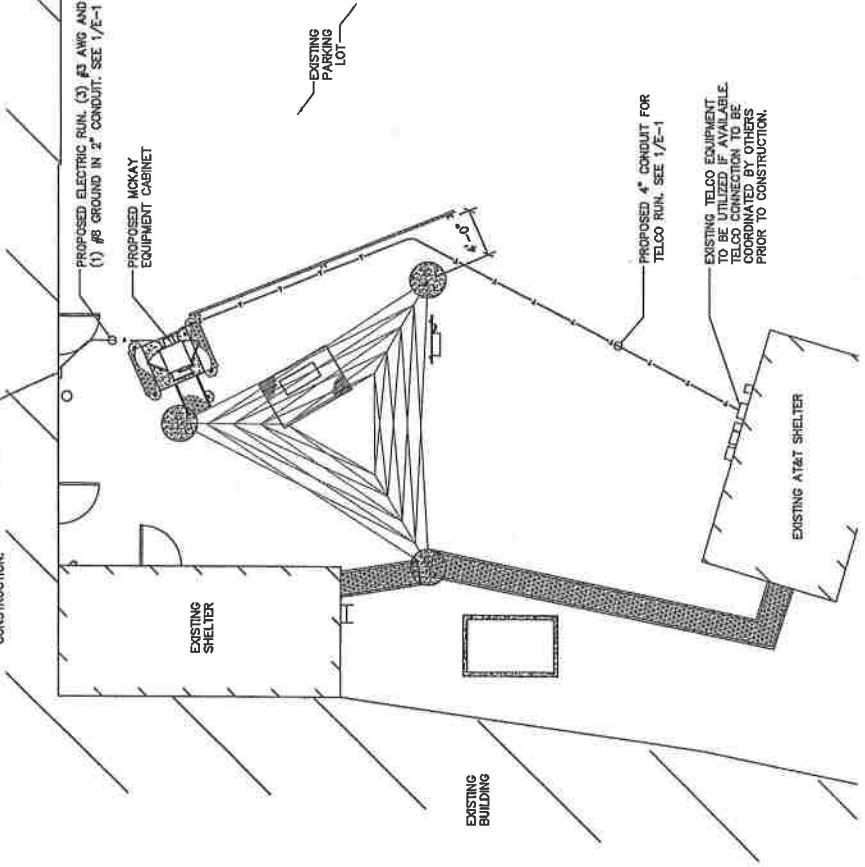 CONSTRUCTION.
PROPOSED ELECTRIC RUN. (3) #3 AWG AND
(1) #8 GROUND IN 2" CONDUIT. SEE 1/E-1
PROPOSED MCKAY
EQUIPMENT CABINET
EXISTING
PARKING
LOT
4'-0"
PROPOSED 4" CONDUIT FOR
TELCO RUN. SEE 1/E-1
EXISTING TELCO EQUIPMENT
TO BE UTILIZED IF AVAILABLE.
TELCO CONNECTION TO BE
COORDINATED BY OTHERS
PRIOR TO CONSTRUCTION.
EXISTING
SHELTER
EXISTING AT&T SHELTER
EXISTING
BUILDING